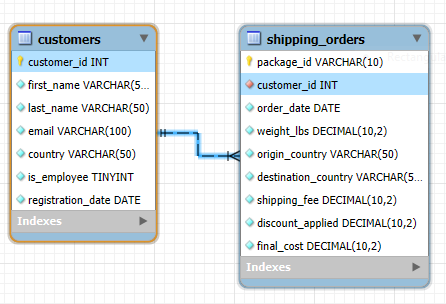 customers
customer_id INT
first_name VARCHAR(5...
last_name VARCHAR(50)
email VARCHAR(100)
country VARCHAR(50)
is_employee TINYINT
registration_date DATE
Indexes
shipping_orders
package_id VARCHAR(10)
customer_id INT
order_date DATE
weight_lbs DECIMAL(10,2)
origin_country VARCHAR(50)
destination_country VARCHAR(5...
shipping_fee DECIMAL(10,2)
discount_applied DECIMAL(10,2)
final_cost DECIMAL(10,2)
Indexes